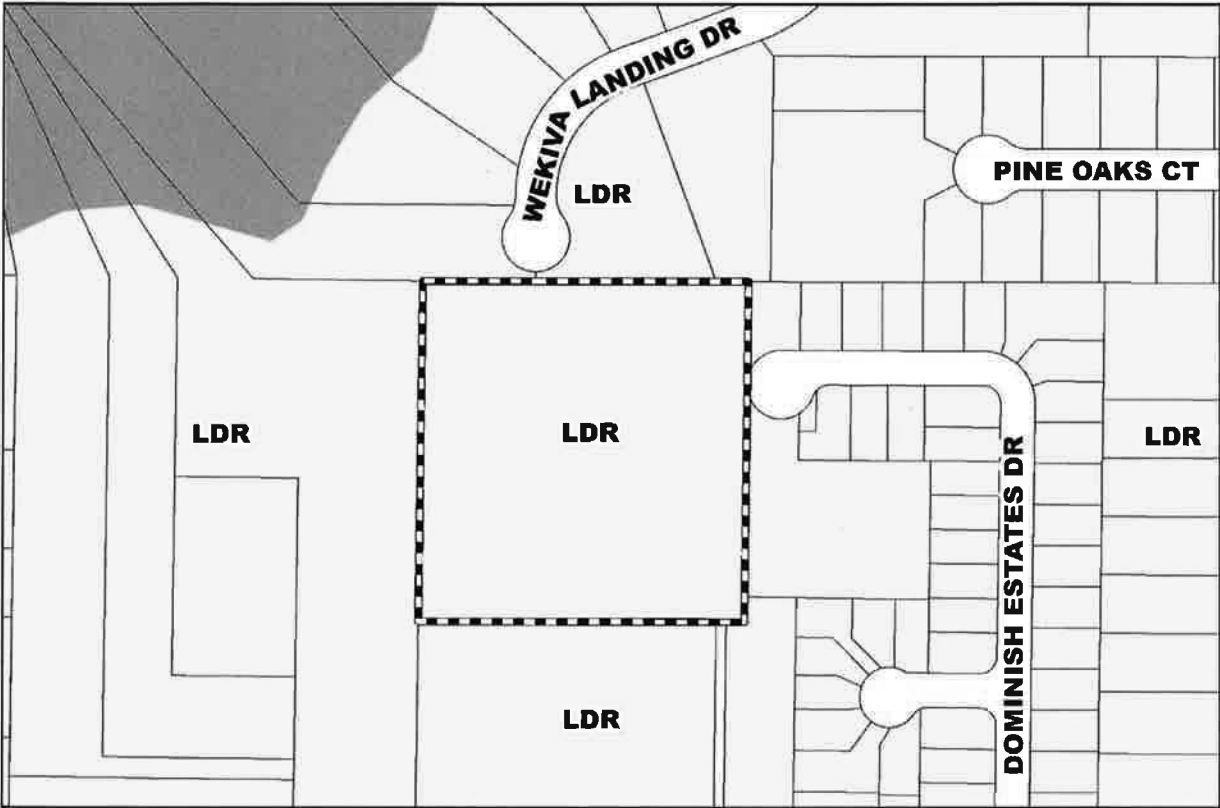 WEKIVA LANDING DR
PINE OAKS CT
LDR
LDR
LDR
LDR
DOMINISH ESTATES DR
LDR